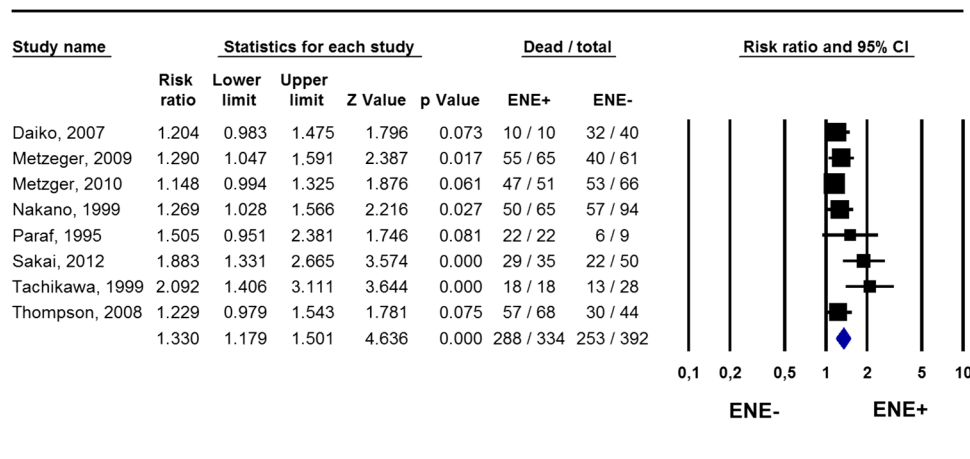 Study name Statistics for each study Dead / total Risk ratio and 95% CI
Risk Lower Upper
ratio limit limit Z Value p Value ENE+ ENE-
Daiko, 2007 1.204 0.983 1.475 1.796 0.073 10 / 10 32 / 40
Metzeger, 2009 1.290 1.047 1.591 2.387 0.017 55 / 65 40 / 61
Metzger, 2010 1.148 0.994 1.325 1.876 0.061 47 / 51 53 / 66
Nakano, 1999 1.269 1.028 1.566 2.216 0.027 50 / 65 57 / 94
Paraf, 1995 1.505 0.951 2.381 1.746 0.081 22 / 22 6 / 9
Sakai, 2012 1.883 1.331 2.665 3.574 0.000 29 / 35 22 / 50
Tachikawa, 1999 2.092 1.406 3.111 3.644 0.000 18 / 18 13 / 28
Thompson, 2008 1.229 0.979 1.543 1.781 0.075 57 / 68 30 / 44
1.330 1.179 1.501 4.636 0.000 288 / 334 253 / 392
0,1 0,2 0,5 1 2 5 10
ENE- ENE+